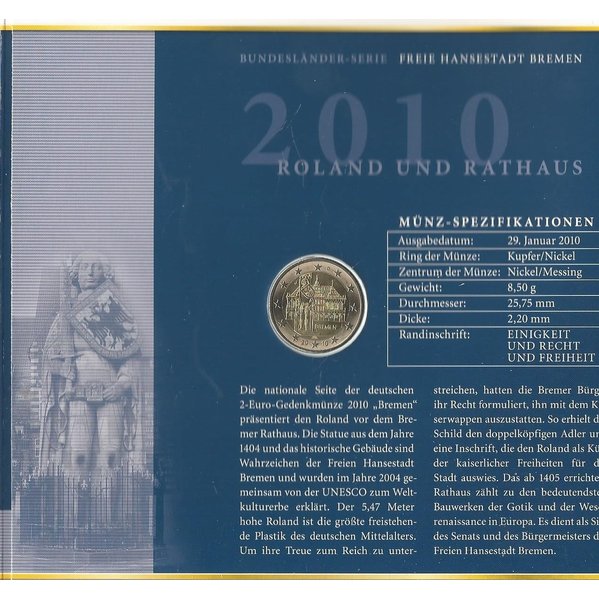 BUNDESLÄNDER-SERIE FREIE HANSESTADT BREMEN
2010
ROLAND UND RATHAUS
MÜNZ-SPEZIFIKATIONEN
Ausgabedatum: 29. Januar 2010
Ring der Münze: Kupfer/Nickel
Zentrum der Münze: Nickel/Messing
Gewicht: 8,50 g
Durchmesser: 25,75 mm
Dicke: 2,20 mm
Randinschrift: EINIGKEIT
UND RECHT
UND FREIHEIT
BREMEN
Die nationale Seite der deutschen
2-Euro-Gedenkmünze 2010 „Bremen"
präsentiert den Roland vor dem Bre-
mer Rathaus. Die Statue aus dem Jahre
1404 und das historische Gebäude sind
Wahrzeichen der Freien Hansestadt
Bremen und wurden im Jahre 2004 ge-
meinsam von der UNESCO zum Welt-
kulturerbe erklärt. Der 5,47 Meter
hohe Roland ist die größte freistehen-
de Plastik des deutschen Mittelalters.
Um ihre Treue zum Reich zu unter-
streichen, hatten die Bremer Bürg
ihr Recht formuliert, ihn mit dem K
serwappen auszustatten. So erhielt d
Schild den doppelköpfigen Adler un
eine Inschrift, die den Roland als Kü
der kaiserlicher Freiheiten für d
Stadt auswies. Das ab 1405 errichte
Rathaus zählt zu den bedeutendste
Bauwerken der Gotik und der Wese
renaissance in Europa. Es dient als Si
des Senats und des Bürgermeisters d
Freien Hansestadt Bremen.